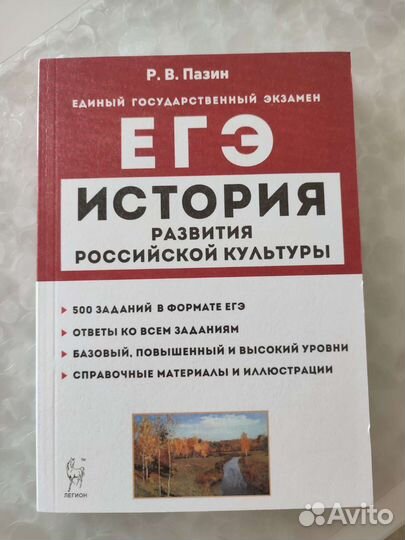 Р. В. Пазин
ЕДИНЫЙ ГОСУДАРСТВЕННЫЙ ЭКЗАМЕН
ЕГЭ
ИСТОРИЯ
РАЗВИТИЯ
РОССИЙСКОЙ КУЛЬТУРЫ
500 ЗАДАНИЙ В ФОРМАТЕ ЕГЭ
ОТВЕТЫ КО ВСЕМ ЗАДАНИЯМ
БАЗОВЫЙ, ПОВЫШЕННЫЙ И ВЫСОКИЙ УРОВНИ
СПРАВОЧНЫЕ МАТЕРИАЛЫ И ИЛЛЮСТРАЦИИ
ЛЕГИОН
Avito